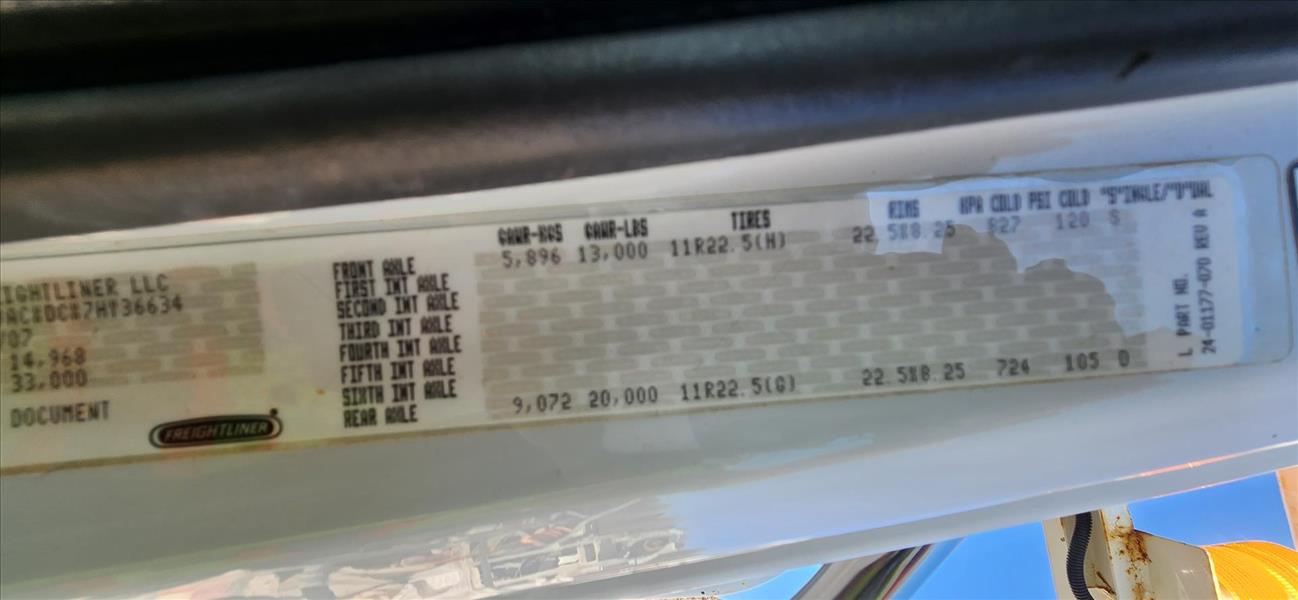 GAWR-KGS GAWR-LBS TIRES RIMS KPA COLD PSI COLD "S"INGLE/"D"UAL
FRONT AXLE 5,896 13,000 11R22.5(H) 22.5X8.25 827 120 S
FIRST INT AXLE
SECOND INT AXLE
THIRD INT AXLE
FOURTH INT AXLE
FIFTH INT AXLE
SIXTH INT AXLE
REAR AXLE 9,072 20,000 11R22.5(G) 22.5X8.25 724 105 D
IGHTLINER LLC
/07
14,968
33,000
DOCUMENT
FREIGHTLINER
L PART NO.
24-01177-070 REV A